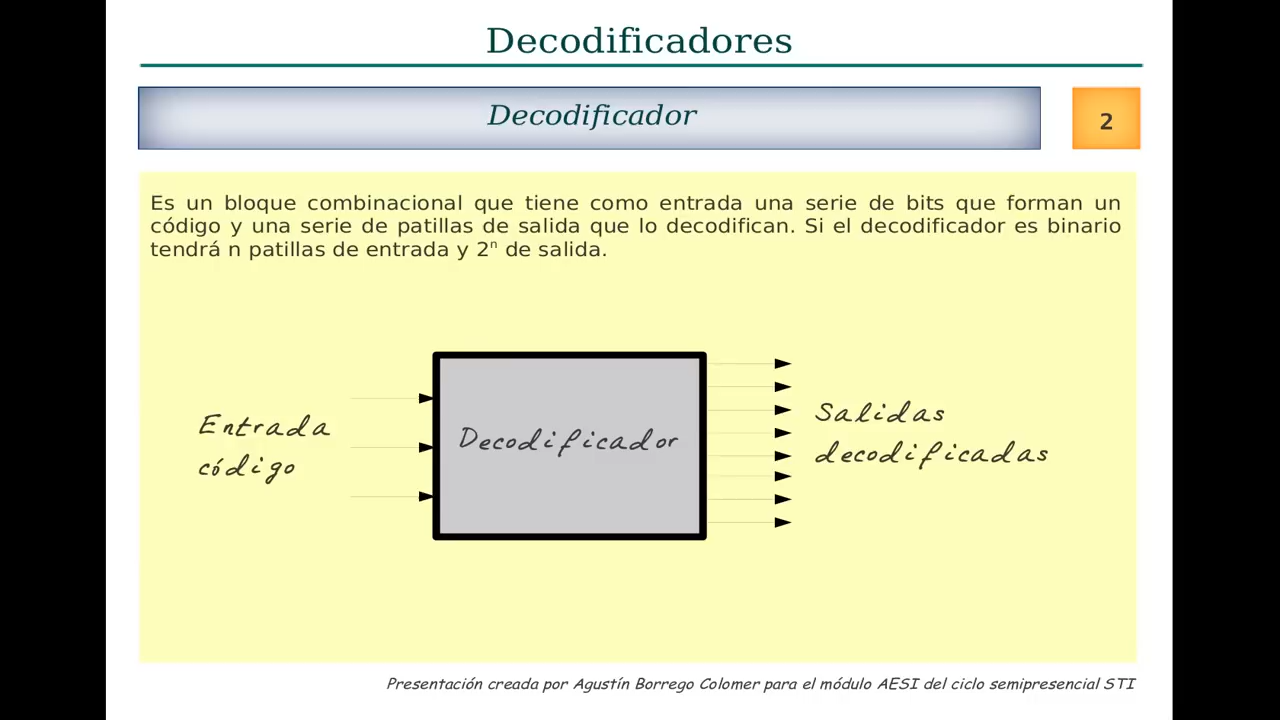 Decodificadores
Decodificador
2
Es un bloque combinacional que tiene como entrada una serie de bits que forman un
código y una serie de patillas de salida que lo decodifican. Si el decodificador es binario
tendrá n patillas de entrada y 2ⁿ de salida.
Entrada
código
Decodificador
Salidas
decodificadas
Presentación creada por Agustín Borrego Colomer para el módulo AESI del ciclo semipresencial STI